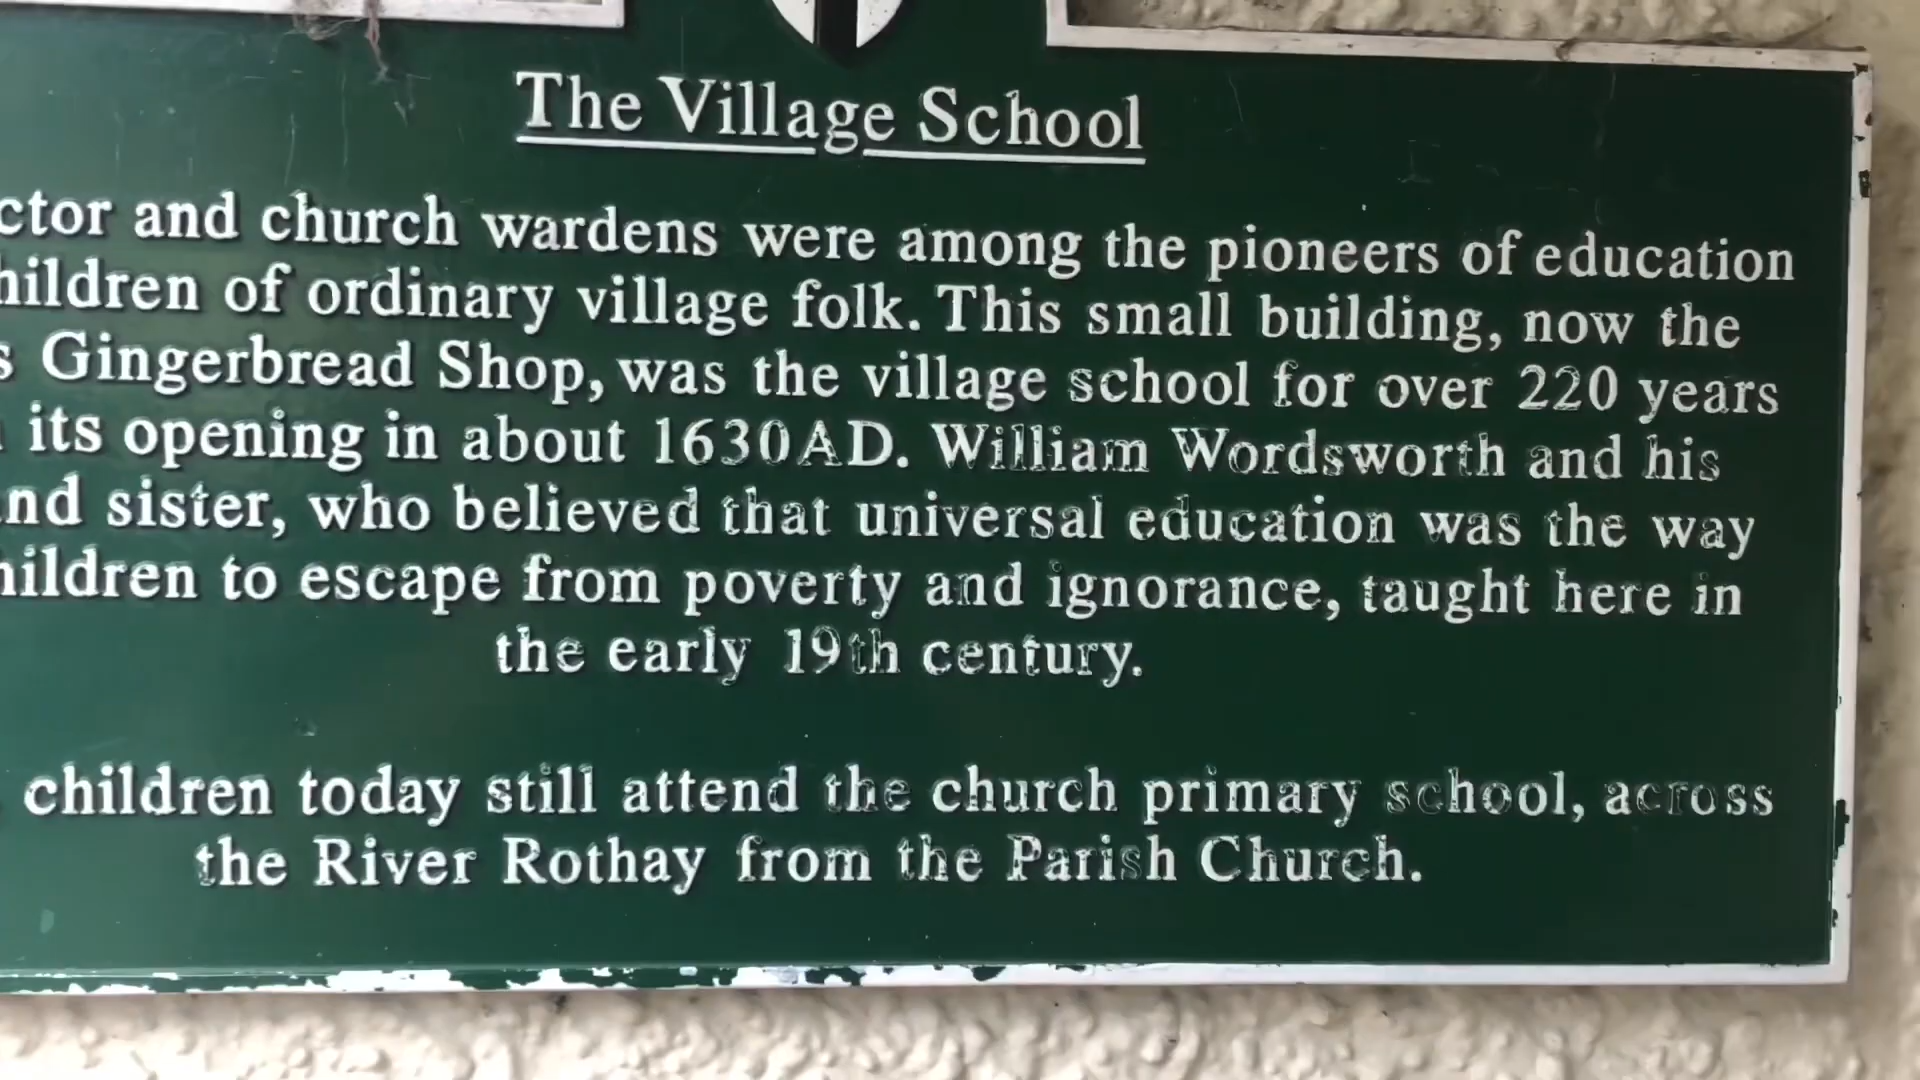 The Village School
ctor and church wardens were among the pioneers of education
hildren of ordinary village folk. This small building, now the
s Gingerbread Shop, was the village school for over 220 years
its opening in about 1630AD. William Wordsworth and his
nd sister, who believed that universal education was the way
hildren to escape from poverty and ignorance, taught here in
the early 19th century.
children today still attend the church primary school, across
the River Rothay from the Parish Church.